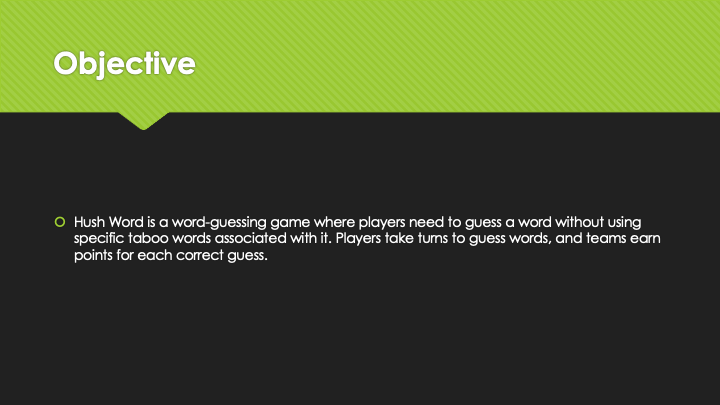 Objective
Hush Word is a word-guessing game where players need to guess a word without using
specific taboo words associated with it. Players take turns to guess words, and teams earn
points for each correct guess.